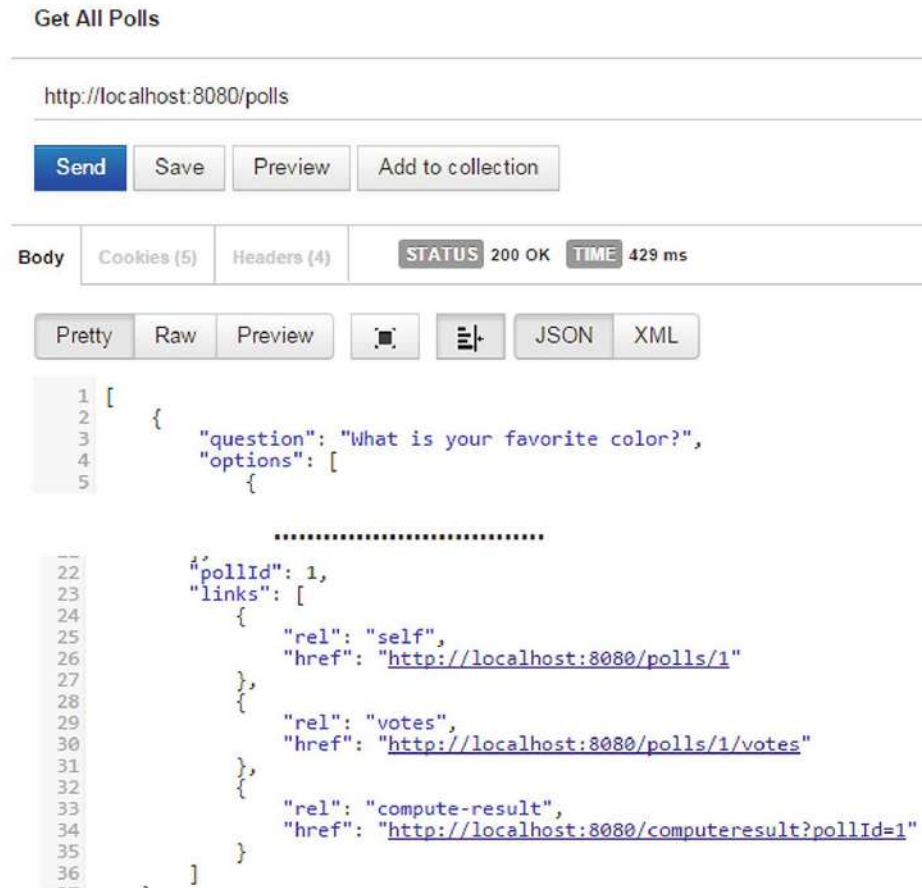 Get All Polls
http://localhost:8080/polls
Send Save Preview Add to collection
Body Cookies (5) Headers (4) STATUS 200 OK TIME 429 ms
Pretty Raw Preview JSON XML
1 [
2 {
3 "question": "What is your favorite color?",
4 "options": [
5 {
.................................
],
22 "pollId": 1,
23 "links": [
24 {
25 "rel": "self",
26 "href": "http://localhost:8080/polls/1"
27 },
28 {
29 "rel": "votes",
30 "href": "http://localhost:8080/polls/1/votes"
31 },
32 {
33 "rel": "compute-result",
34 "href": "http://localhost:8080/computeresult?pollId=1"
35 }
36 ]